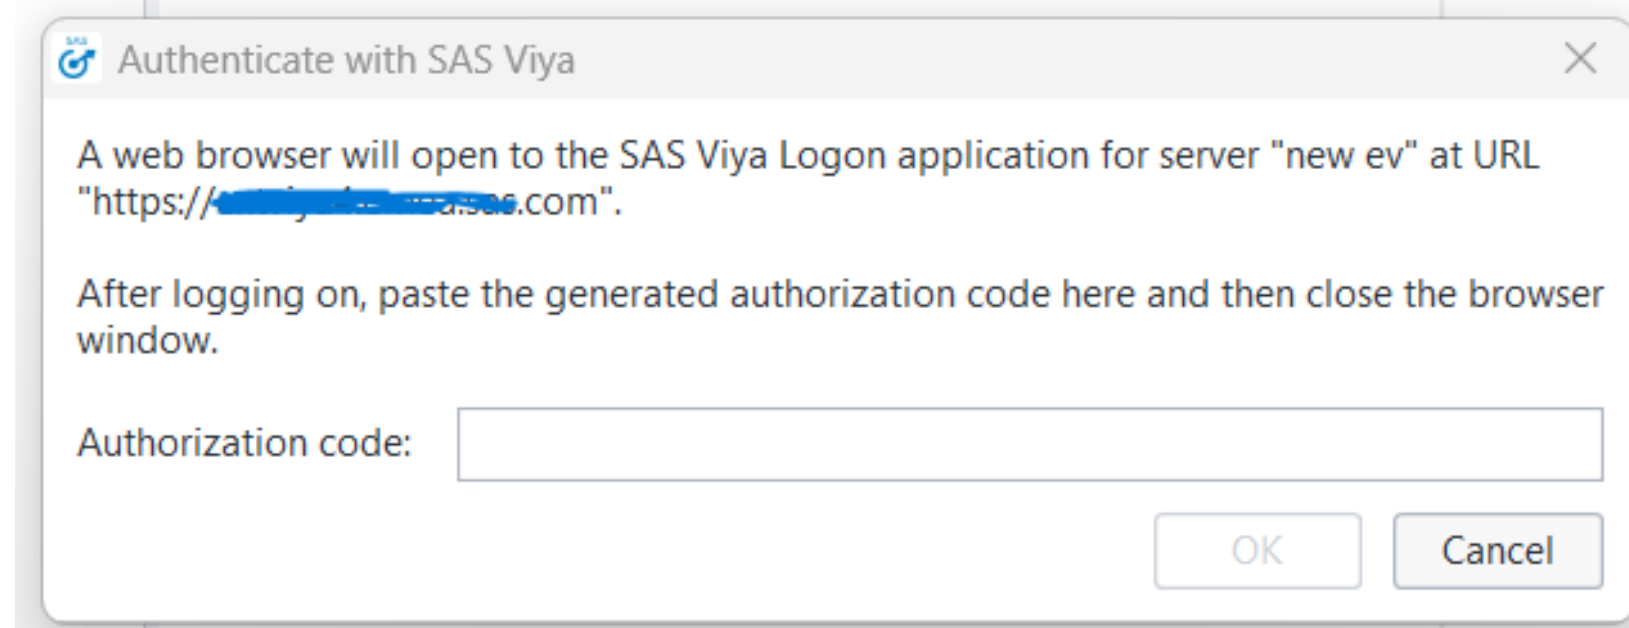 SAS
Authenticate with SAS Viya
A web browser will open to the SAS Viya Logon application for server "new ev" at URL
"https://.com".
After logging on, paste the generated authorization code here and then close the browser
window.
Authorization code:
OK
Cancel